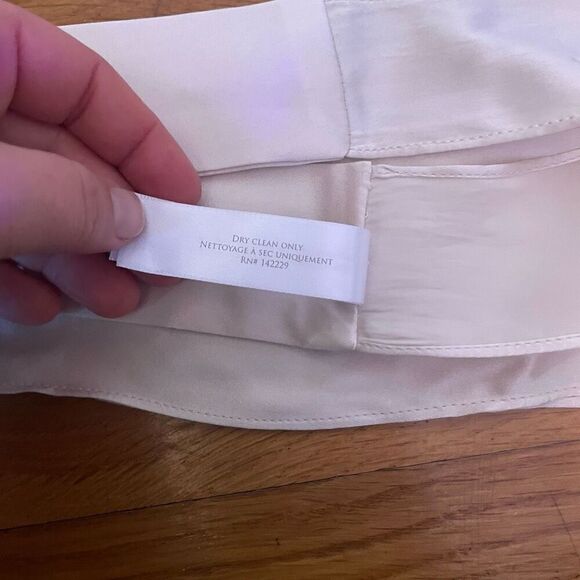 Dry clean only
Nettoyage à sec uniquement
Rn# 142229